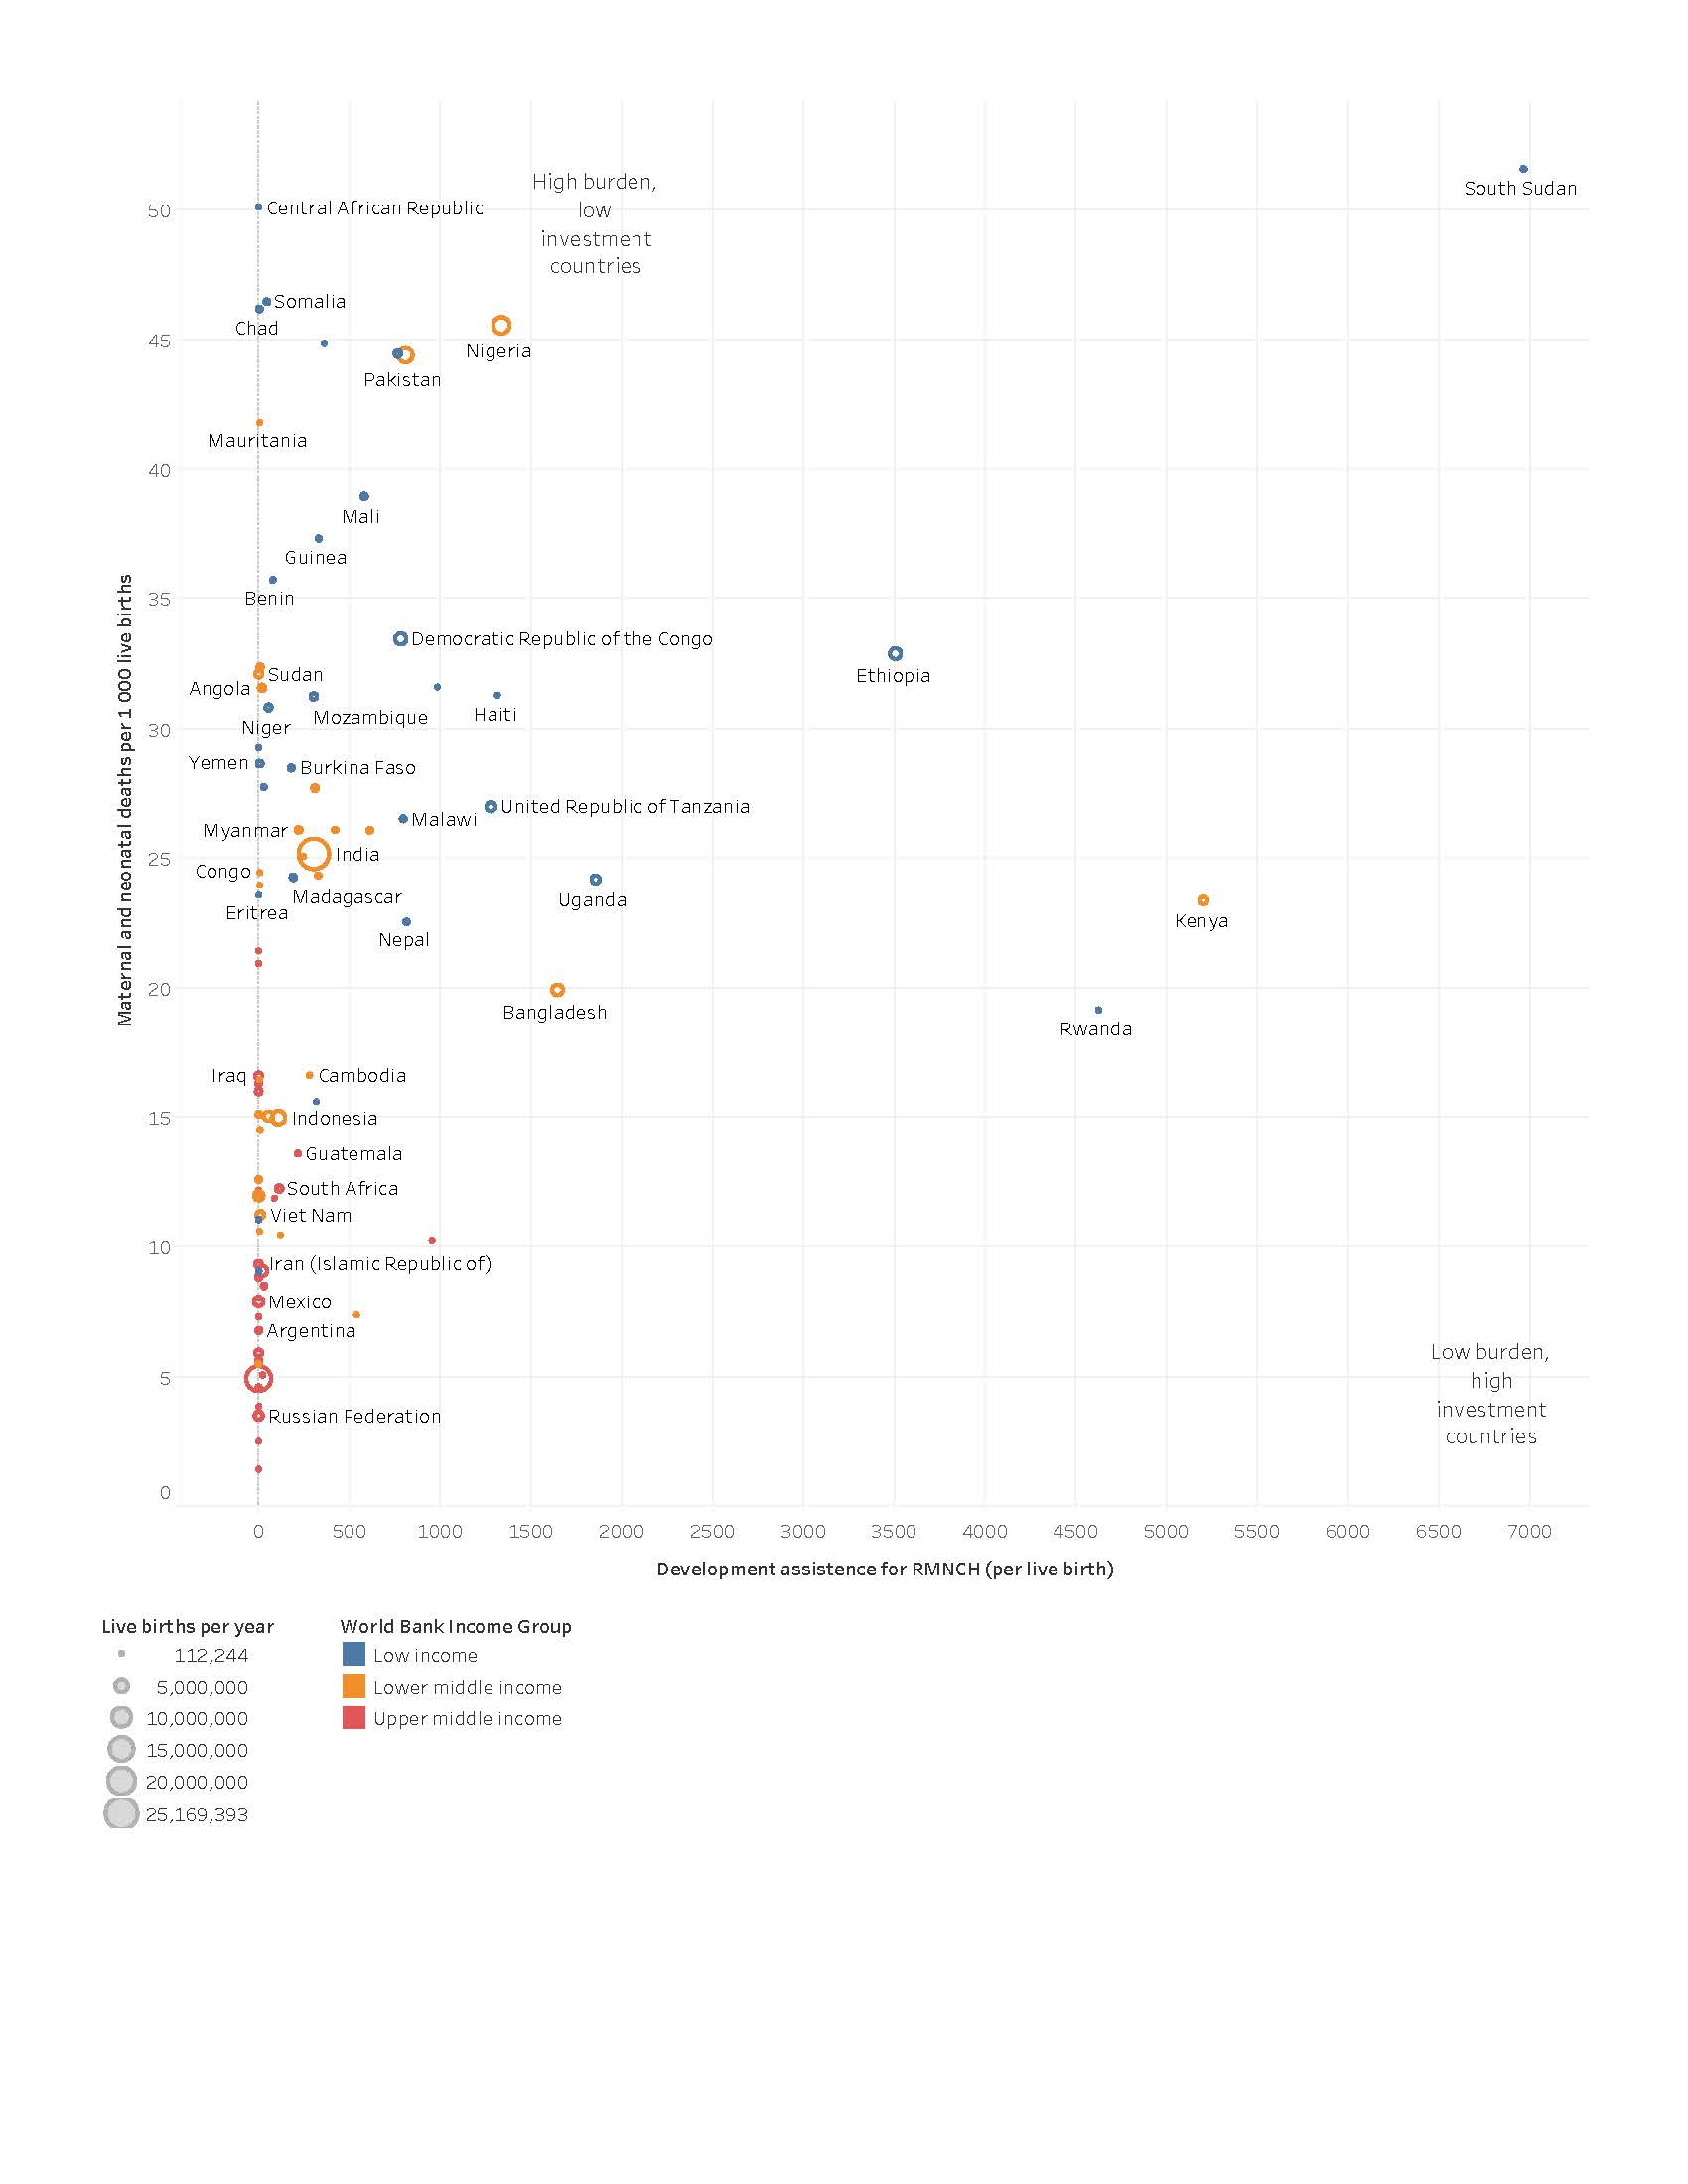 High burden,
low
investment
countries
South Sudan
50
Central African Republic
Somalia
Chad
45
Nigeria
Pakistan
Mauritania
40
Mali
Guinea
Benin
35
Democratic Republic of the Congo
Ethiopia
Sudan
Angola
Mozambique
Haiti
Niger
30
Yemen
Burkina Faso
United Republic of Tanzania
Malawi
Myanmar
India
25
Congo
Madagascar
Uganda
Eritrea
Kenya
Nepal
20
Bangladesh
Rwanda
Iraq
Cambodia
15
Indonesia
Guatemala
South Africa
Viet Nam
10
Iran (Islamic Republic of)
Mexico
Argentina
Low burden,
high
investment
countries
5
Russian Federation
0
Maternal and neonatal deaths per 1 000 live births
0 500 1000 1500 2000 2500 3000 3500 4000 4500 5000 5500 6000 6500 7000
Development assistence for RMNCH (per live birth)
Live births per year
112,244
5,000,000
10,000,000
15,000,000
20,000,000
25,169,393
World Bank Income Group
Low income
Lower middle income
Upper middle income